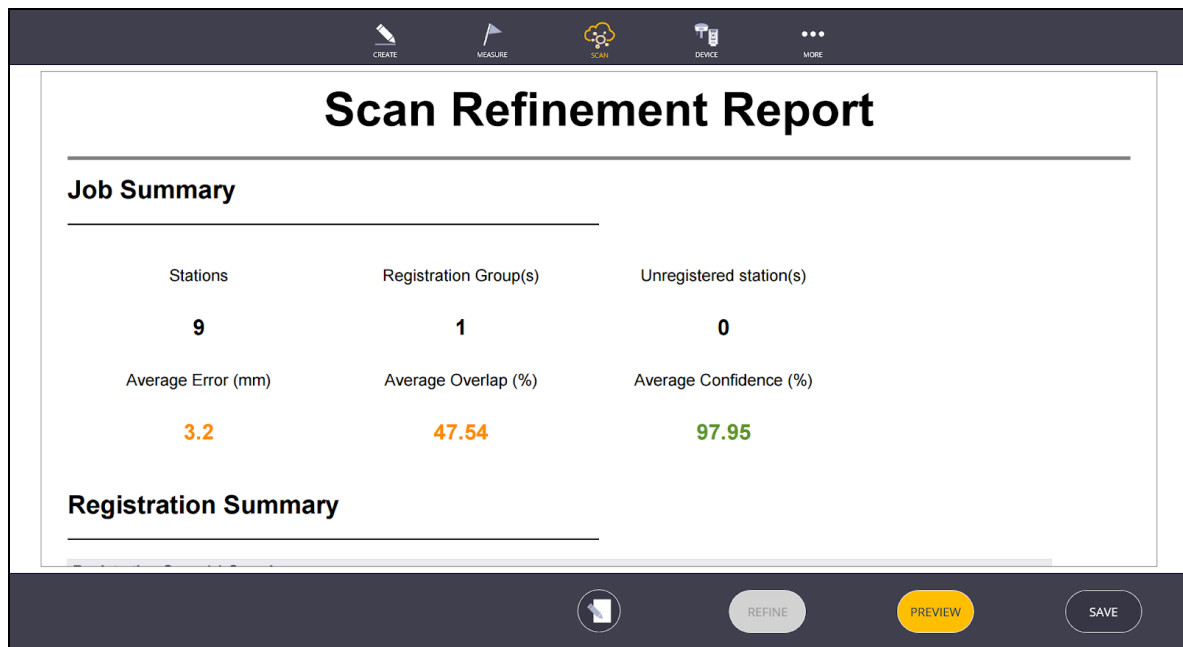 CREATE MEASURE SCAN DEVICE MORE
Scan Refinement Report
Job Summary
Stations Registration Group(s) Unregistered station(s)
9 1 0
Average Error (mm) Average Overlap (%) Average Confidence (%)
3.2 47.54 97.95
Registration Summary
REFINE PREVIEW SAVE